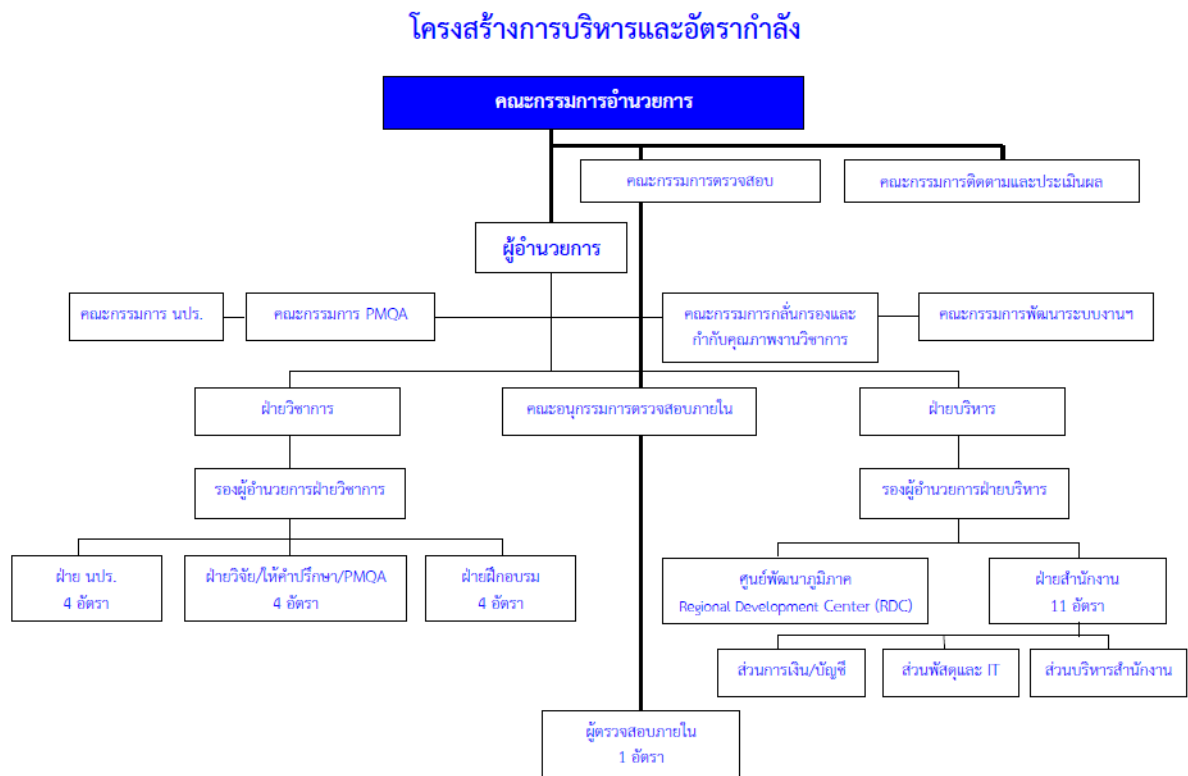 โครงสร้างการบริหารและอัตรากำลัง
คณะกรรมการอำนวยการ
คณะกรรมการตรวจสอบ
คณะกรรมการติดตามและประเมินผล
ผู้อำนวยการ
คณะกรรมการ นปร.
คณะกรรมการ PMQA
คณะกรรมการกลั่นกรองและ
กำกับคุณภาพงานวิชาการ
คณะกรรมการพัฒนาระบบงานฯ
ฝ่ายวิชาการ
คณะอนุกรรมการตรวจสอบภายใน
ฝ่ายบริหาร
รองผู้อำนวยการฝ่ายวิชาการ
รองผู้อำนวยการฝ่ายบริหาร
ฝ่าย นปร.
4 อัตรา
ฝ่ายวิจัย/ให้คำปรึกษา/PMQA
4 อัตรา
ฝ่ายฝึกอบรม
4 อัตรา
ศูนย์พัฒนาภูมิภาค
Regional Development Center (RDC)
ฝ่ายสำนักงาน
11 อัตรา
ส่วนการเงิน/บัญชี
ส่วนพัสดุและ IT
ส่วนบริหารสำนักงาน
ผู้ตรวจสอบภายใน
1 อัตรา